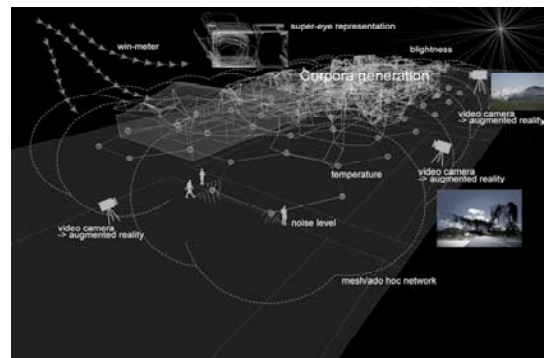 super-eye representation
win-meter
blightness
Corpora generation
video camera
-> augmented reality
temperature
video camera
-> augmented reality
noise level
video camera
-> augmented reality
mesh/ado hoc network